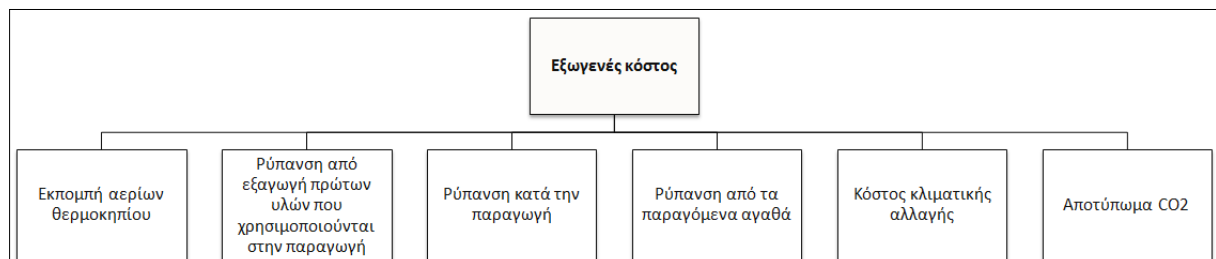 Εξωγενές κόστος
Εκπομπή αερίων
θερμοκηπίου
Ρύπανση από
εξαγωγή πρώτων
υλών που
χρησιμοποιούνται
στην παραγωγή
Ρύπανση κατά την
παραγωγή
Ρύπανση από τα
παραγόμενα αγαθά
Κόστος κλιματικής
αλλαγής
Αποτύπωμα CO2